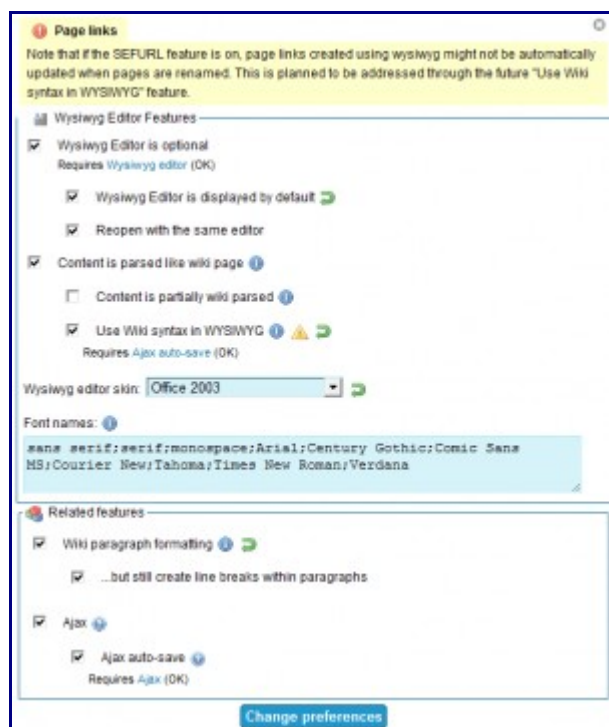 Page links
Note that if the SEFURL feature is on, page links created using wysiwyg might not be automatically
updated when pages are renamed. This is planned to be addressed through the future "Use Wiki
syntax in WYSIWYG" feature.
Wysiwyg Editor Features
Wysiwyg Editor is optional
Requires Wysiwyg editor (OK)
Wysiwyg Editor is displayed by default
Reopen with the same editor
Content is parsed like wiki page
Content is partially wiki parsed
Use Wiki syntax in WYSIWYG
Requires Ajax auto-save (OK)
Wysiwyg editor skin: Office 2003
Font names:
sans serif;serif;monospace;Arial;Century Gothic;Comic Sans
MS;Courier New;Tahoma;Times New Roman;Verdana
Related features
Wiki paragraph formatting
...but still create line breaks within paragraphs
Ajax
Ajax auto-save
Requires Ajax (OK)
Change preferences